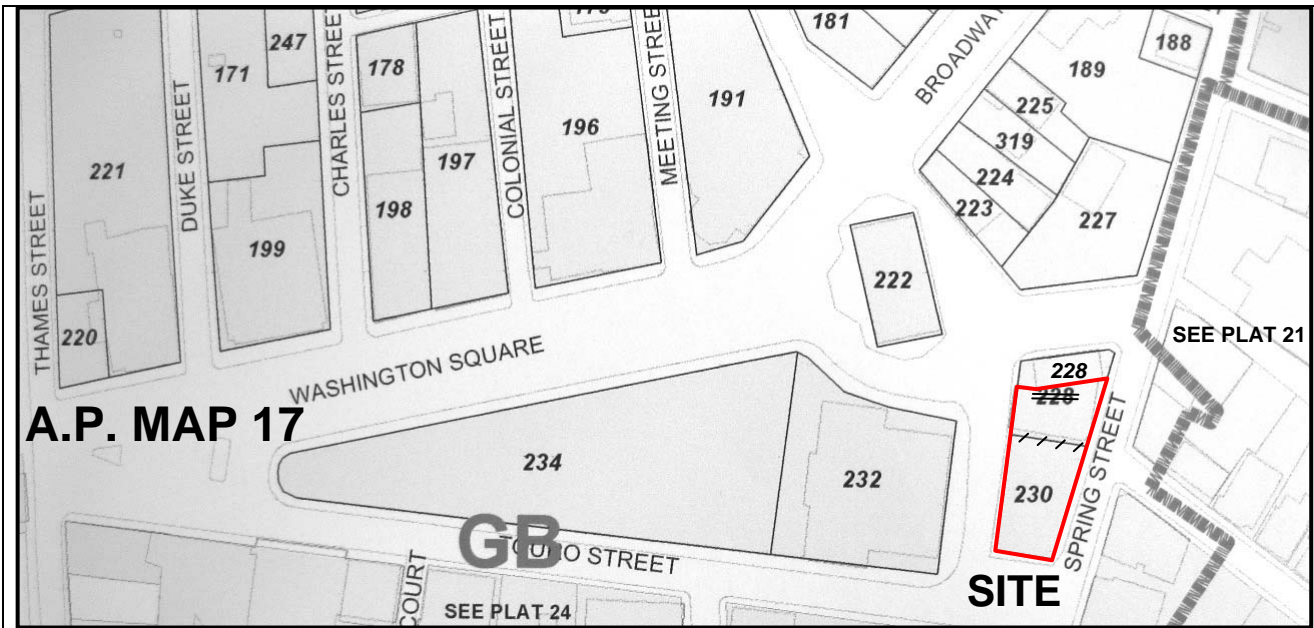 181
247
178
188
189
171
191
225
196
319
197
221
224
198
223
227
199
222
220
THAMES STREET
DUKE STREET
CHARLES STREET
COLONIAL STREET
MEETING STREET
BROADWAY
WASHINGTON SQUARE
SEE PLAT 21
228
228
A.P. MAP 17
234
232
230
SPRING STREET
GB
STREET
SITE
COURT
SEE PLAT 24